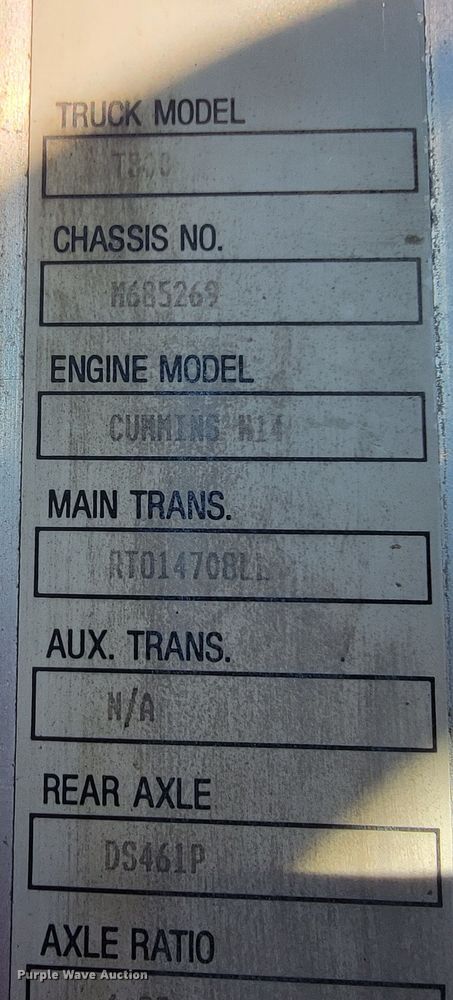 TRUCK MODEL
T800
CHASSIS NO.
M685269
ENGINE MODEL
CUMMINS N14
MAIN TRANS.
RTO14708LL
AUX. TRANS.
N/A
REAR AXLE
DS461P
AXLE RATIO
Purple Wave Auction